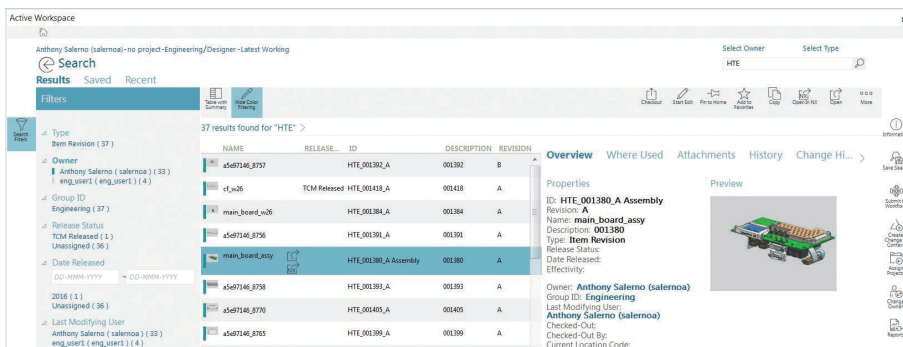 Active Workspace
Anthony Salerno (salernoa)-no project-Engineering/Designer-Latest Working
Select Owner Select Type
Search
HTE
Results Saved Recent
Filters
Table with Summary
Hide Color Filtering
Checkout
Start Edit
Pin to Home
Add to Favorites
Copy
Open In NX
Open
More
Search Filters
37 results found for "HTE" >
Type
Item Revision ( 37 )
Owner
Anthony Salerno ( salernoa ) ( 33 )
eng_user1 ( eng_user1 ) ( 4 )
Group ID
Engineering ( 37 )
Release Status
TCM Released ( 1 )
Unassigned ( 36 )
Date Released
DD-MMM-YYYY - DD-MMM-YYYY
2016 ( 1 )
Unassigned ( 36 )
Last Modifying User
Anthony Salerno ( salernoa ) ( 33 )
eng_user1 ( eng_user1 ) ( 4 )
NAME RELEASE... ID DESCRIPTION REVISION
a5e97146_8757 HTE_001392_A 001392 B
cf_w26 TCM Released HTE_001418_A 001418 A
main_board_w26 HTE_001384_A 001384 A
a5e97146_8756 HTE_001391_A 001391 A
main_board_assy HTE_001380_A Assembly 001380 A
NX
a5e97146_8758 HTE_001393_A 001393 A
a5e97146_8770 HTE_001405_A 001405 A
a5e97146_8765 HTE_001399_A 001399 A
Overview Where Used Attachments History Change Hi... >
Properties
ID: HTE_001380_A Assembly
Revision: A
Name: main_board_assy
Description: 001380
Type: Item Revision
Release Status:
Date Released:
Effectivity:
Owner: Anthony Salerno (salernoa)
Group ID: Engineering
Last Modifying User:
Anthony Salerno (salernoa)
Checked-Out:
Checked-Out By:
Current Location Code:
Preview
Save Sea
Submit
Workflo
Create
Change
Assign
Project
Change
Owner
Report